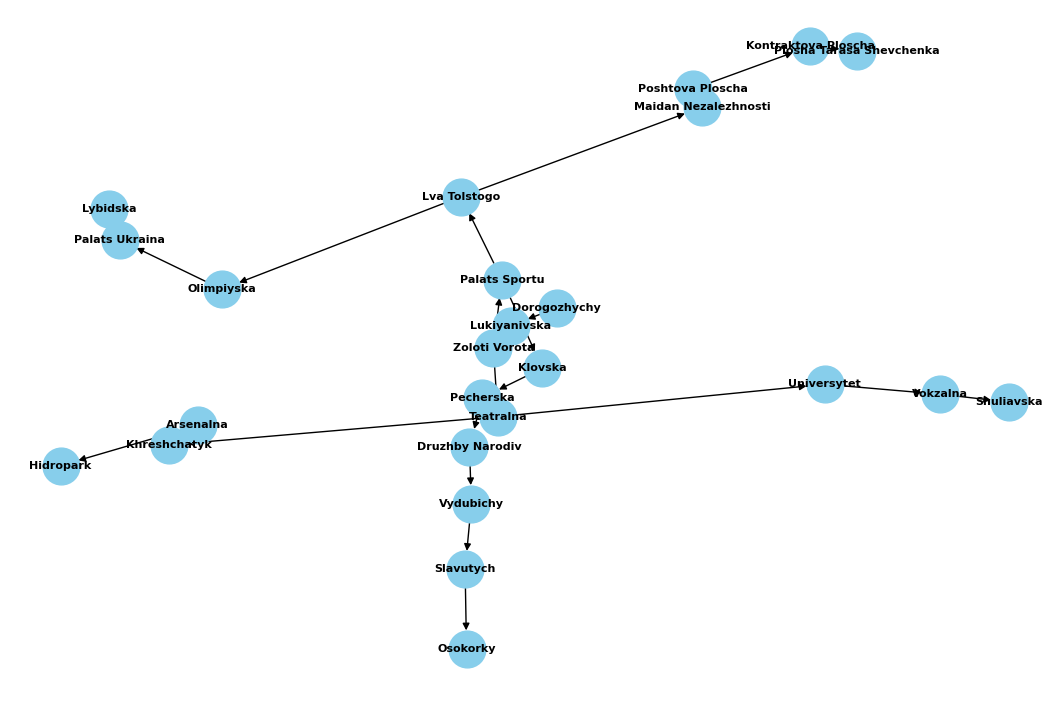 Kontraktova Ploscha
Plosha Tarasa Shevchenka
Poshtova Ploscha
Maidan Nezalezhnosti
Lva Tolstogo
Lybidska
Palats Ukraina
Palats Sportu
Olimpiyska
Dorogozhychy
Lukiyanivska
Zoloti Vorota
Klovska
Universytet
Vokzalna
Pecherska
Shuliavska
Teatralna
Arsenalna
Khreshchatyk
Druzhby Narodiv
Hidropark
Vydubichy
Slavutych
Osokorky